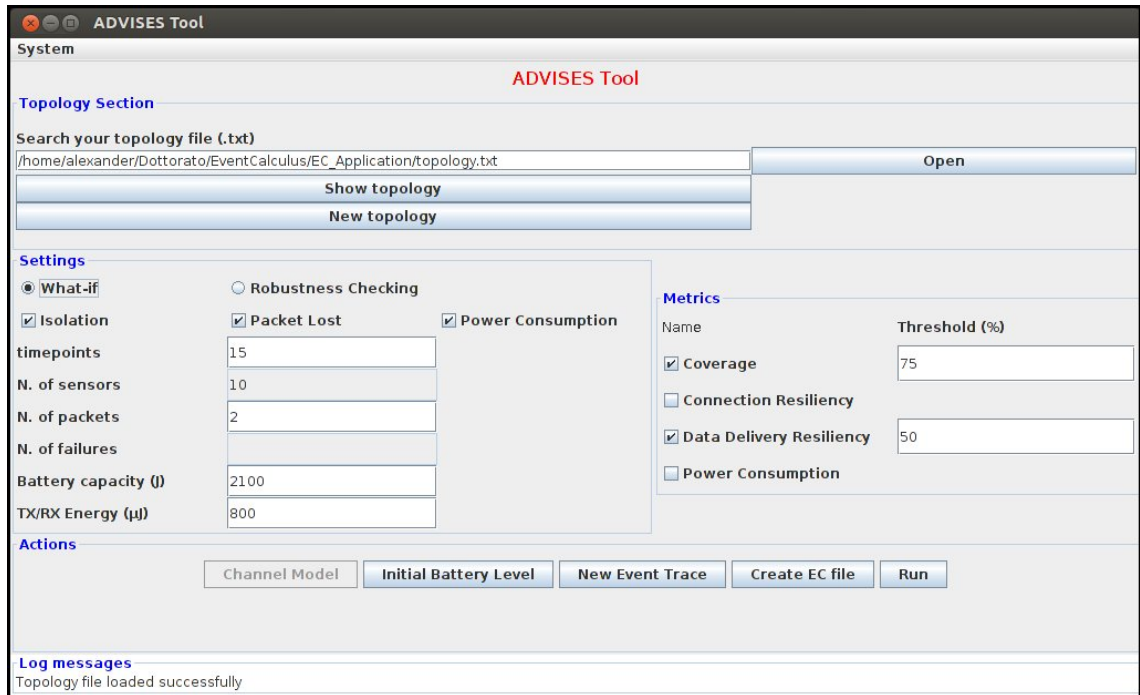 ADVISES Tool
System
ADVISES Tool
Topology Section
Search your topology file (.txt)
/home/alexander/Dottorato/EventCalculus/EC_Application/topology.txt
Open
Show topology
New topology
Settings
What-if
Robustness Checking
Isolation
Packet Lost
Power Consumption
timepoints
15
N. of sensors
10
N. of packets
2
N. of failures
Battery capacity (J)
2100
TX/RX Energy (µJ)
800
Metrics
Name
Threshold (%)
Coverage
75
Connection Resiliency
Data Delivery Resiliency
50
Power Consumption
Actions
Channel Model
Initial Battery Level
New Event Trace
Create EC file
Run
Log messages
Topology file loaded successfully